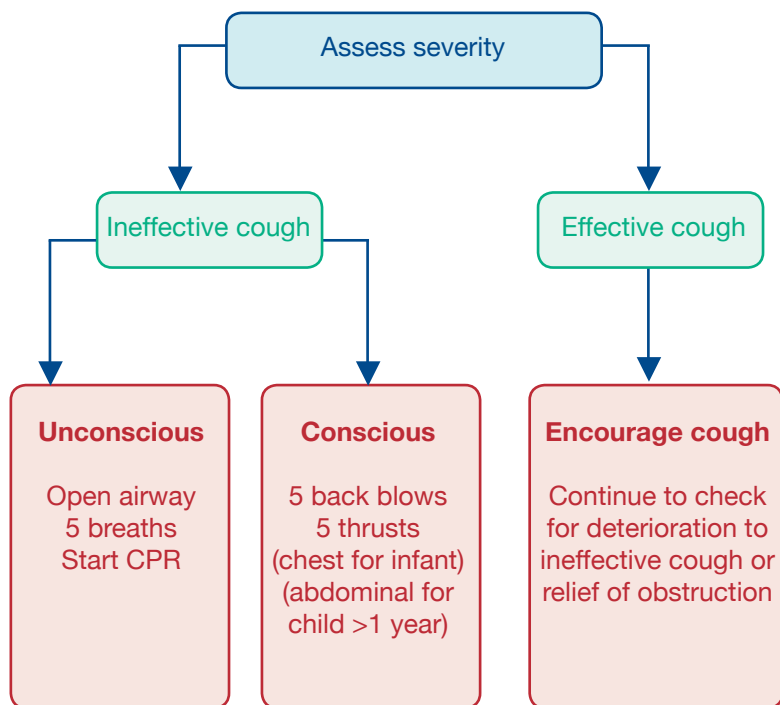 Assess severity
Ineffective cough
Effective cough
Unconscious
Open airway
5 breaths
Start CPR
Conscious
5 back blows
5 thrusts
(chest for infant)
(abdominal for
child >1 year)
Encourage cough
Continue to check
for deterioration to
ineffective cough or
relief of obstruction